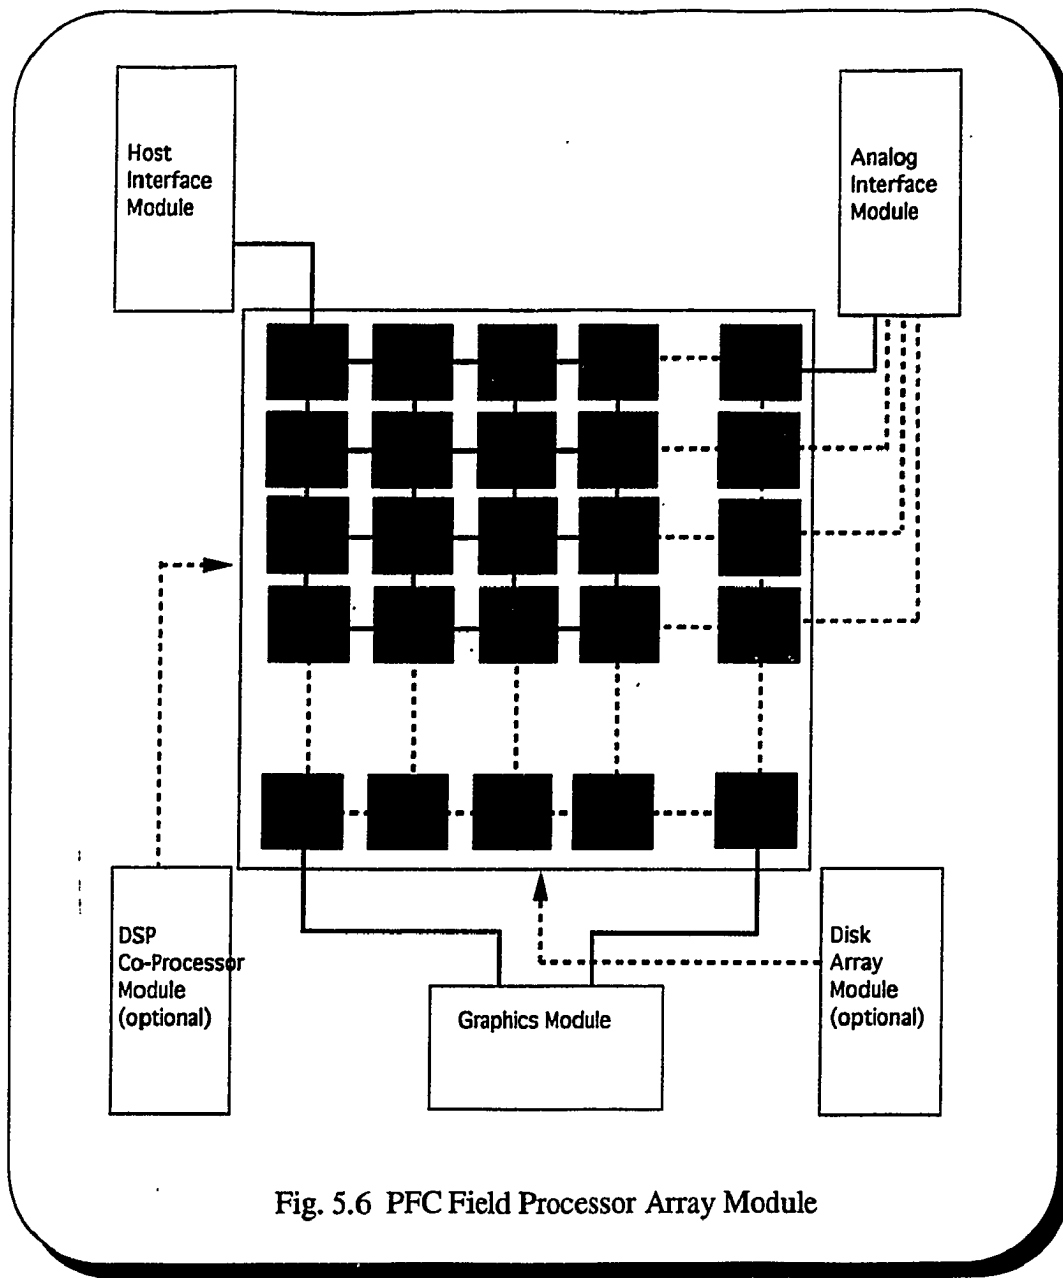 Host
Interface
Module
Analog
Interface
Module
DSP
Co-Processor
Module
(optional)
Graphics Module
Disk
Array
Module
(optional)
Fig. 5.6 PFC Field Processor Array Module